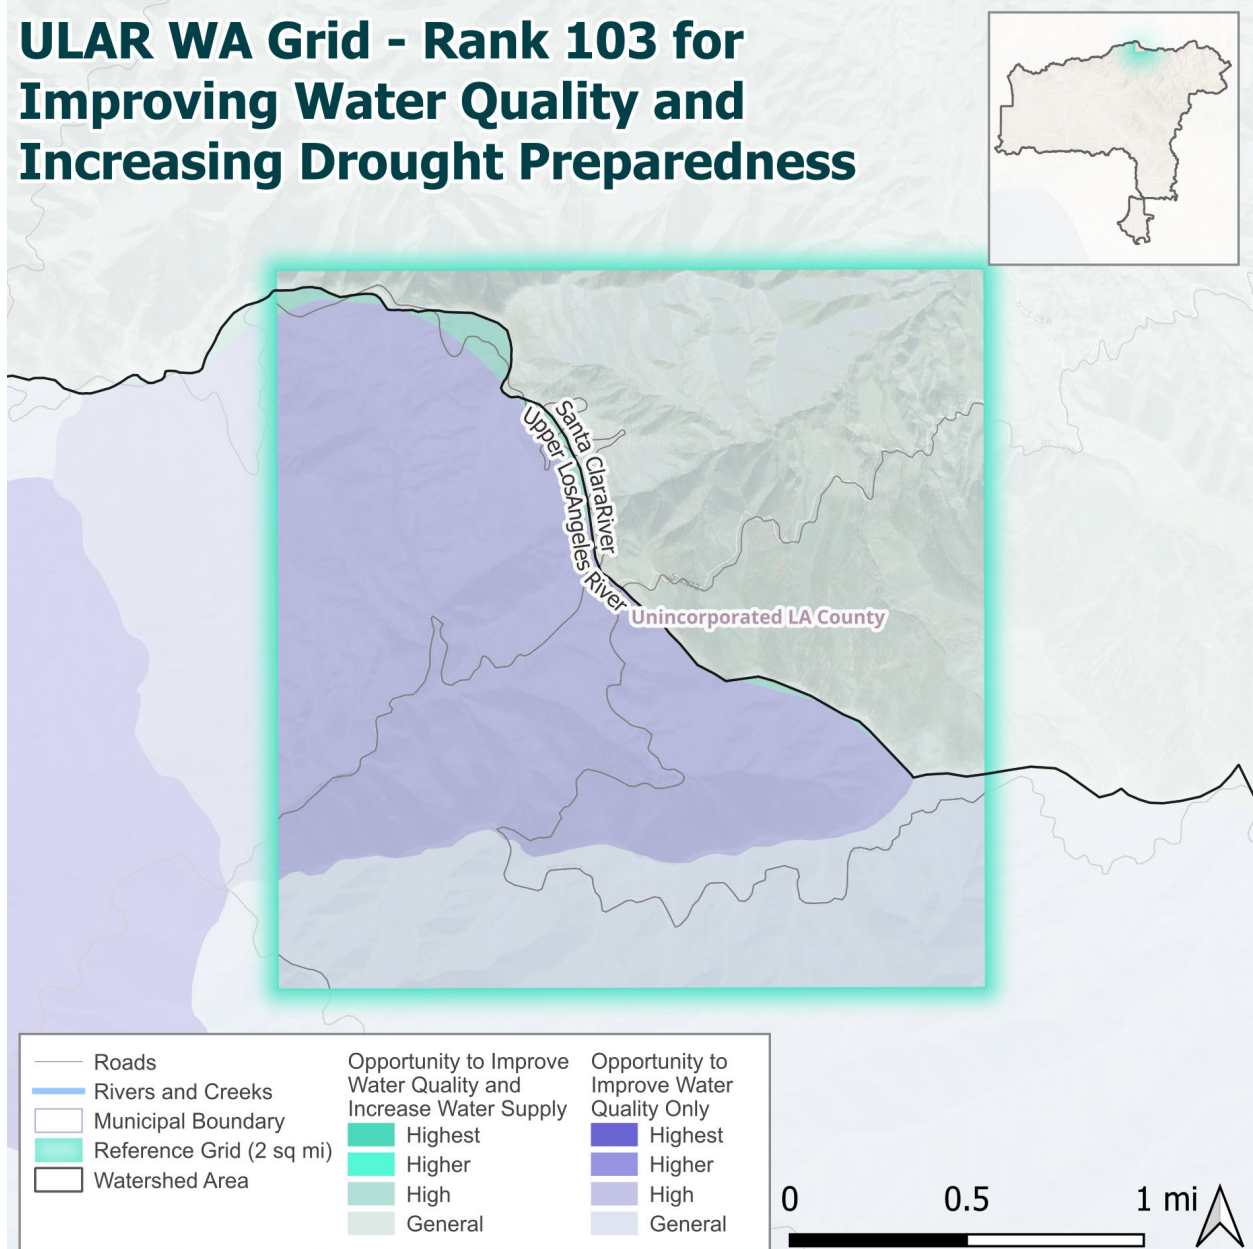 ULAR WA Grid - Rank 103 for
Improving Water Quality and
Increasing Drought Preparedness
Santa ClaraRiver
Upper LosAngeles River
Unincorporated LA County
Roads
Rivers and Creeks
Municipal Boundary
Reference Grid (2 sq mi)
Watershed Area
Opportunity to Improve
Water Quality and
Increase Water Supply
Highest
Higher
High
General
Opportunity to
Improve Water
Quality Only
Highest
Higher
High
General
0 0.5 1 mi